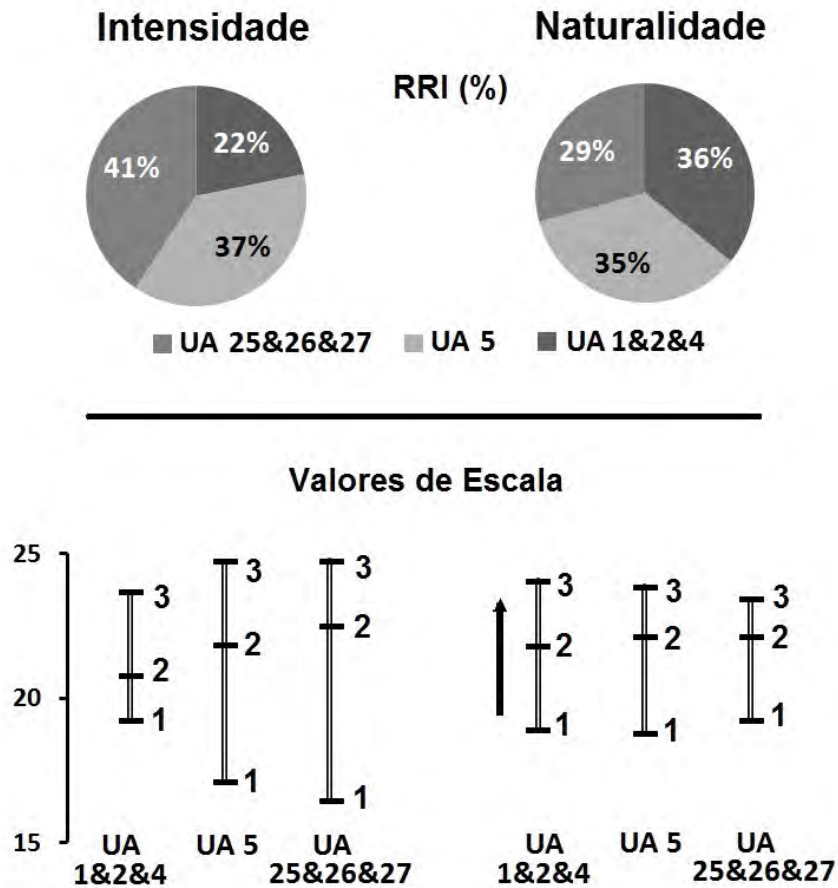 Intensidade Naturalidade
RRI (%)
41% 22% 29% 36%
37% 35%
UA 25&26&27 UA 5 UA 1&2&4
Valores de Escala
25
3 3 3 3 3 3
2 2 2 2 2 2
20
1 1 1 1 1 1
15
UA UA 5 UA UA UA 5 UA
1&2&4 25&26&27 1&2&4 25&26&27